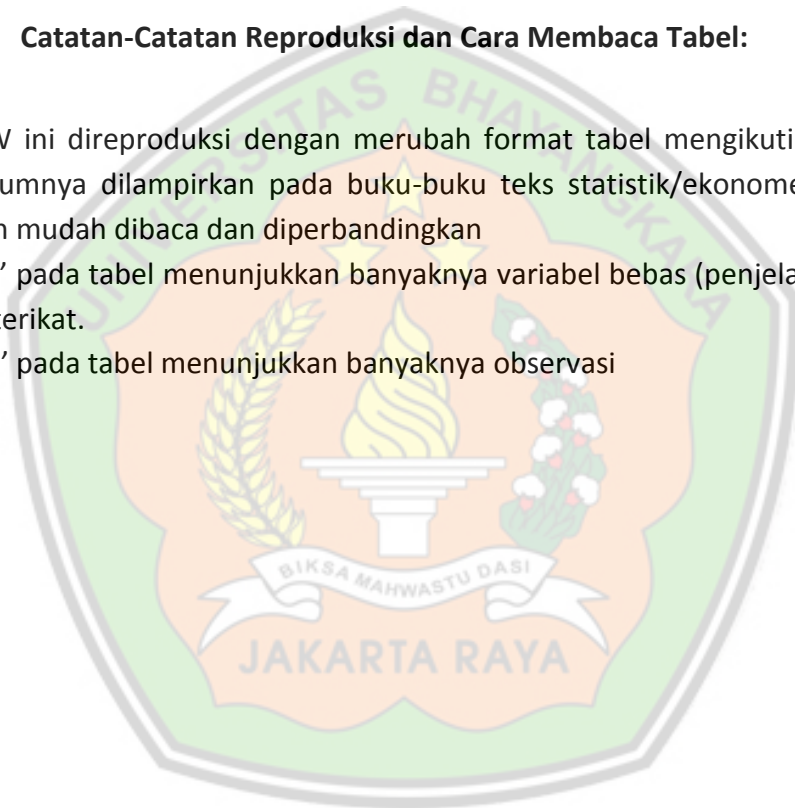 Catatan-Catatan Reproduksi dan Cara Membaca Tabel:
W ini direproduksi dengan merubah format tabel mengikuti
umnya dilampirkan pada buku-buku teks statistik/ekonome
n mudah dibaca dan diperbandingkan
” pada tabel menunjukkan banyaknya variabel bebas (penjela
terikat.
” pada tabel menunjukkan banyaknya observasi
UNIVERSITAS BHAYANGKARA
BIKSA MAHWASTU DASI
JAKARTA RAYA